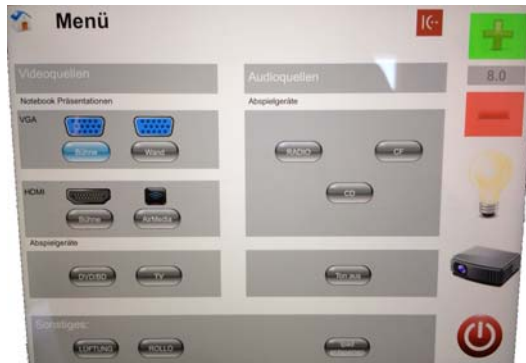 Menü
Videoquellen
Audioquellen
8.0
Notebook Präsentationen
Abspielgeräte
VGA
Bühne
Wand
RADIO
CF
CD
HDMI
Bühne
AirMedia
Abspielgeräte
DVD/BD
TV
Ton aus
Sonstiges:
LÜFTUNG
ROLLO